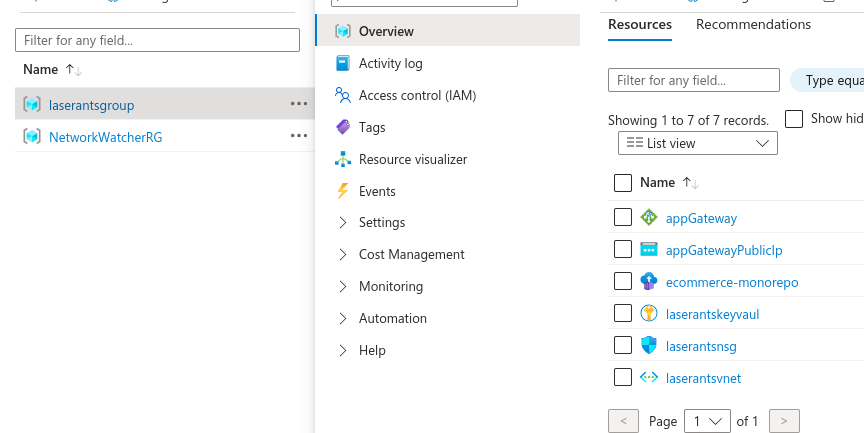 Filter for any field...
Name ↑↓
laserantsgroup ...
NetworkWatcherRG ...
Overview
Activity log
Access control (IAM)
Tags
Resource visualizer
Events
Settings
Cost Management
Monitoring
Automation
Help
Resources Recommendations
Filter for any field... Type equa
Showing 1 to 7 of 7 records. Show hid
List view
Name ↑↓
appGateway
appGatewayPublicIp
ecommerce-monorepo
laserantskeyvaul
laserantsnsg
laserantsvnet
< Page 1 of 1 >